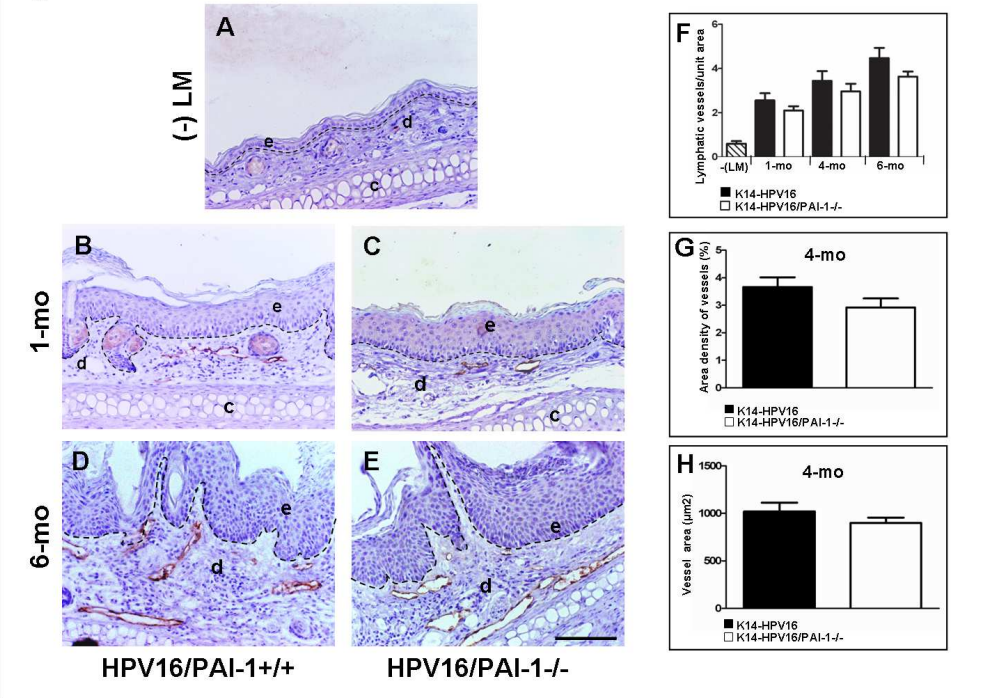 A
(-) LM
e
d
c
B
C
1-mo
e
d
c
e
d
c
D
E
6-mo
e
d
e
d
HPV16/PAI-1+/+
HPV16/PAI-1-/-
F
Lymphatic vessels/unit area
6
4
2
0
-(LM)
1-mo
4-mo
6-mo
K14-HPV16
K14-HPV16/PAI-1-/-
G
4-mo
Area density of vessels (%)
5
4
3
2
1
0
K14-HPV16
K14-HPV16/PAI-1-/-
H
4-mo
Vessel area (µm2)
1500
1000
500
0
K14-HPV16
K14-HPV16/PAI-1-/-